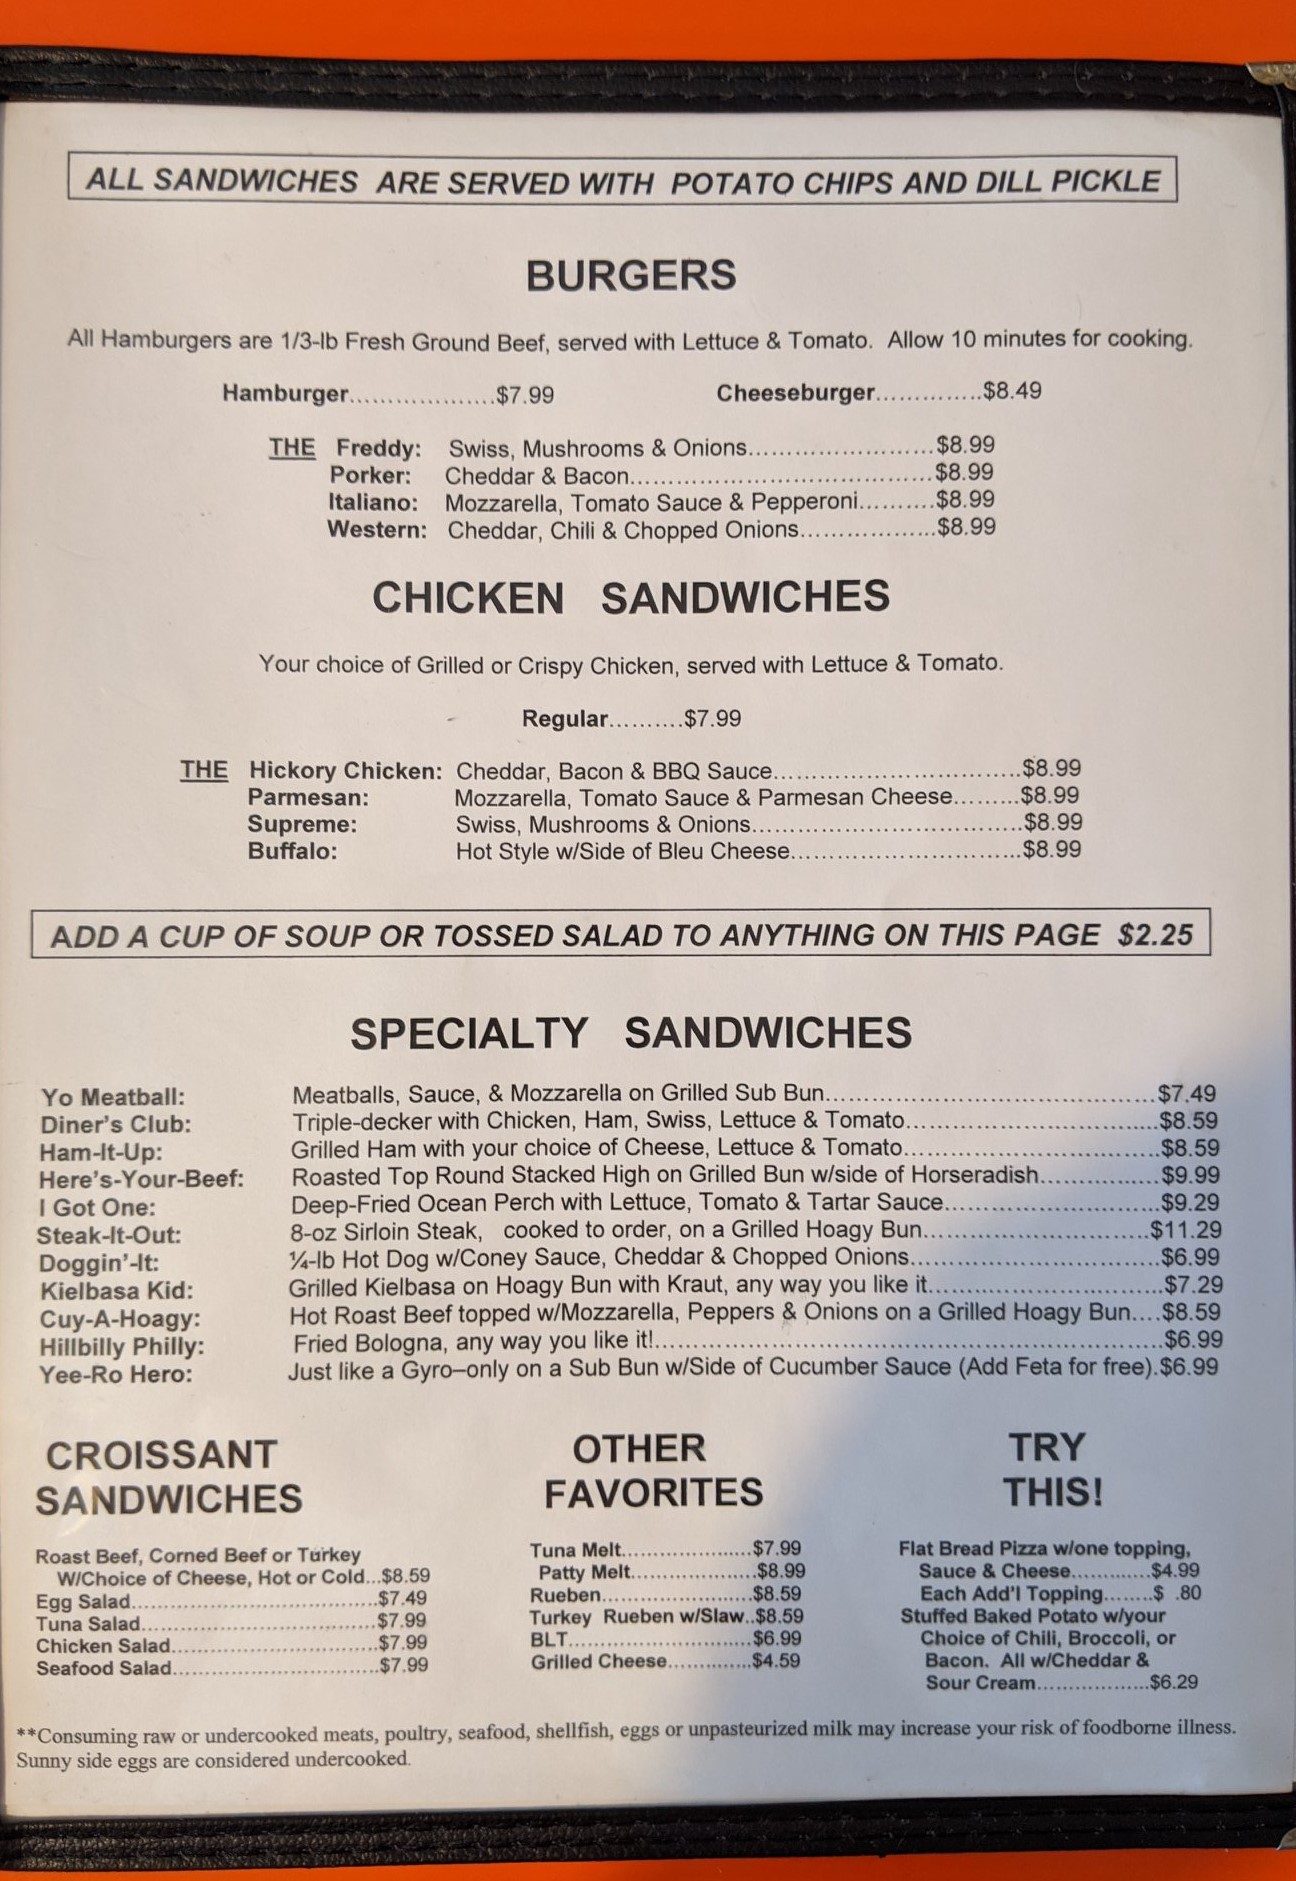 ALL SANDWICHES ARE SERVED WITH POTATO CHIPS AND DILL PICKLE
BURGERS
All Hamburgers are 1/3-lb Fresh Ground Beef, served with Lettuce & Tomato. Allow 10 minutes for cooking.
Hamburger...................$7.99 Cheeseburger..............$8.49
THE Freddy: Swiss, Mushrooms & Onions........................$8.99
Porker: Cheddar & Bacon.......................................$8.99
Italiano: Mozzarella, Tomato Sauce & Pepperoni..........$8.99
Western: Cheddar, Chili & Chopped Onions..................$8.99
CHICKEN SANDWICHES
Your choice of Grilled or Crispy Chicken, served with Lettuce & Tomato.
Regular..........$7.99
THE Hickory Chicken: Cheddar, Bacon & BBQ Sauce................................$8.99
Parmesan: Mozzarella, Tomato Sauce & Parmesan Cheese.........$8.99
Supreme: Swiss, Mushrooms & Onions...................................$8.99
Buffalo: Hot Style w/Side of Bleu Cheese..............................$8.99
ADD A CUP OF SOUP OR TOSSED SALAD TO ANYTHING ON THIS PAGE $2.25
SPECIALTY SANDWICHES
Yo Meatball: Meatballs, Sauce, & Mozzarella on Grilled Sub Bun...........................................$7.49
Diner's Club: Triple-decker with Chicken, Ham, Swiss, Lettuce & Tomato.................................$8.59
Ham-It-Up: Grilled Ham with your choice of Cheese, Lettuce & Tomato.................................$8.59
Here's-Your-Beef: Roasted Top Round Stacked High on Grilled Bun w/side of Horseradish................$9.99
I Got One: Deep-Fried Ocean Perch with Lettuce, Tomato & Tartar Sauce............................$9.29
Steak-It-Out: 8-oz Sirloin Steak, cooked to order, on a Grilled Hoagy Bun..............................$11.29
Doggin'-It: ¼-lb Hot Dog w/Coney Sauce, Cheddar & Chopped Onions.................................$6.99
Kielbasa Kid: Grilled Kielbasa on Hoagy Bun with Kraut, any way you like it...............................$7.29
Cuy-A-Hoagy: Hot Roast Beef topped w/Mozzarella, Peppers & Onions on a Grilled Hoagy Bun....$8.59
Hillbilly Philly: Fried Bologna, any way you like it!..................................................................$6.99
Yee-Ro Hero: Just like a Gyro–only on a Sub Bun w/Side of Cucumber Sauce (Add Feta for free).$6.99
CROISSANT
SANDWICHES
Roast Beef, Corned Beef or Turkey
W/Choice of Cheese, Hot or Cold...$8.59
Egg Salad.....................................$7.49
Tuna Salad...................................$7.99
Chicken Salad...............................$7.99
Seafood Salad...............................$7.99
OTHER
FAVORITES
Tuna Melt.....................$7.99
Patty Melt....................$8.99
Rueben.........................$8.59
Turkey Rueben w/Slaw..$8.59
BLT..............................$6.99
Grilled Cheese..............$4.59
TRY
THIS!
Flat Bread Pizza w/one topping,
Sauce & Cheese.............$4.99
Each Add'l Topping........$ .80
Stuffed Baked Potato w/your
Choice of Chili, Broccoli, or
Bacon. All w/Cheddar &
Sour Cream...................$6.29
**Consuming raw or undercooked meats, poultry, seafood, shellfish, eggs or unpasteurized milk may increase your risk of foodborne illness.
Sunny side eggs are considered undercooked.